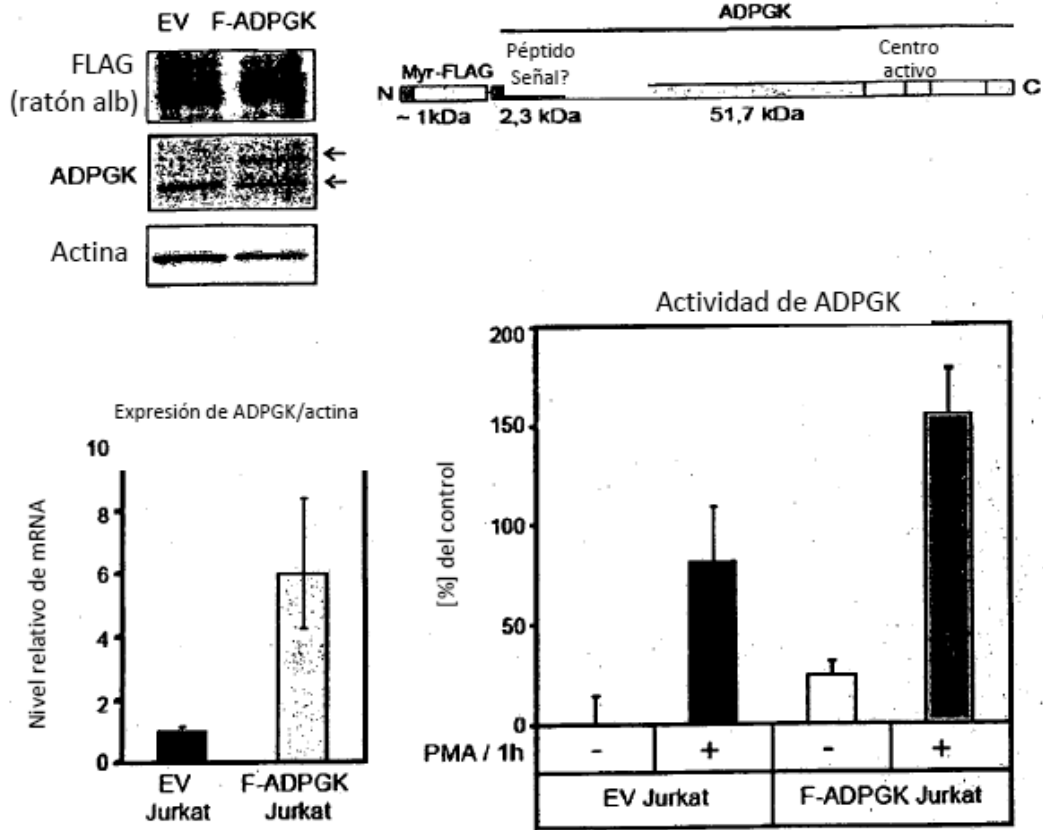 EV F-ADPGK
FLAG
(ratón alb)
ADPGK
Actina
ADPGK
Péptido
Señal?
Centro
activo
Myr-FLAG
N
C
~ 1kDa
2,3 kDa
51,7 kDa
Expresión de ADPGK/actina
Nivel relativo de mRNA
10
8
6
4
2
0
EV
Jurkat
F-ADPGK
Jurkat
Actividad de ADPGK
[%] del control
200
150
100
50
0
PMA / 1h - + - +
EV Jurkat F-ADPGK Jurkat